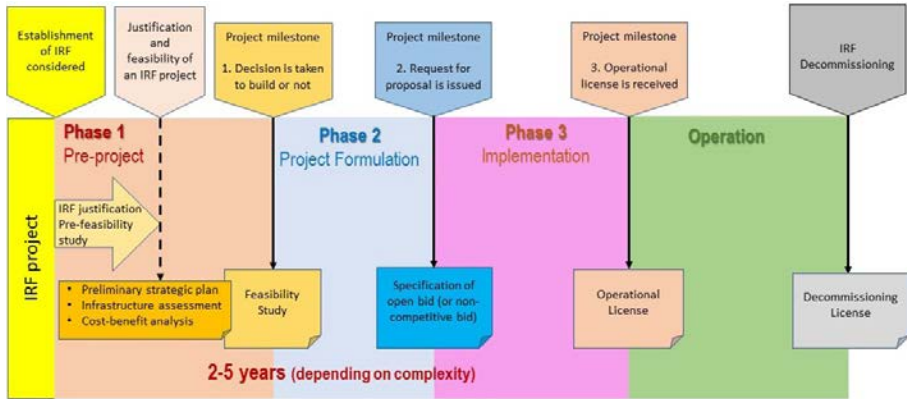 Establishment
of IRF
considered
Justification
and
feasibility of
an IRF project
Project milestone
1. Decision is taken
to build or not
Project milestone
2. Request for
proposal is issued
Project milestone
3. Operational
license is received
IRF
Decommissioning
IRF project
Phase 1
Pre-project
Phase 2
Project Formulation
Phase 3
Implementation
Operation
IRF justification
Pre-feasibility
study
• Preliminary strategic plan
• Infrastructure assessment
• Cost-benefit analysis
Feasibility
Study
Specification of
open bid (or non-
competitive bid)
Operational
License
Decommissioning
License
2-5 years (depending on complexity)